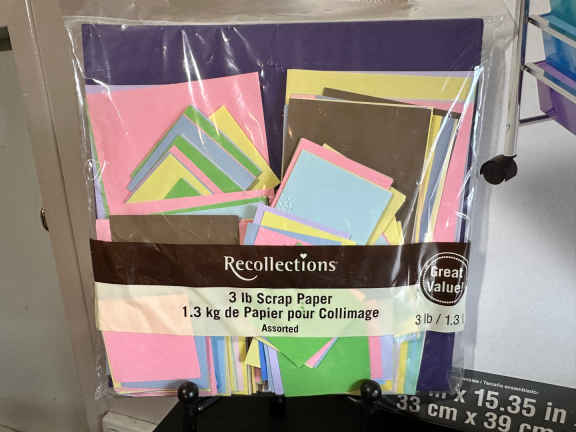 Recollections
Great
Value!
3 lb Scrap Paper
1.3 kg de Papier pour Collimage
Assorted
3 lb / 1.3
x 15.35 in
33 cm x 39 cm